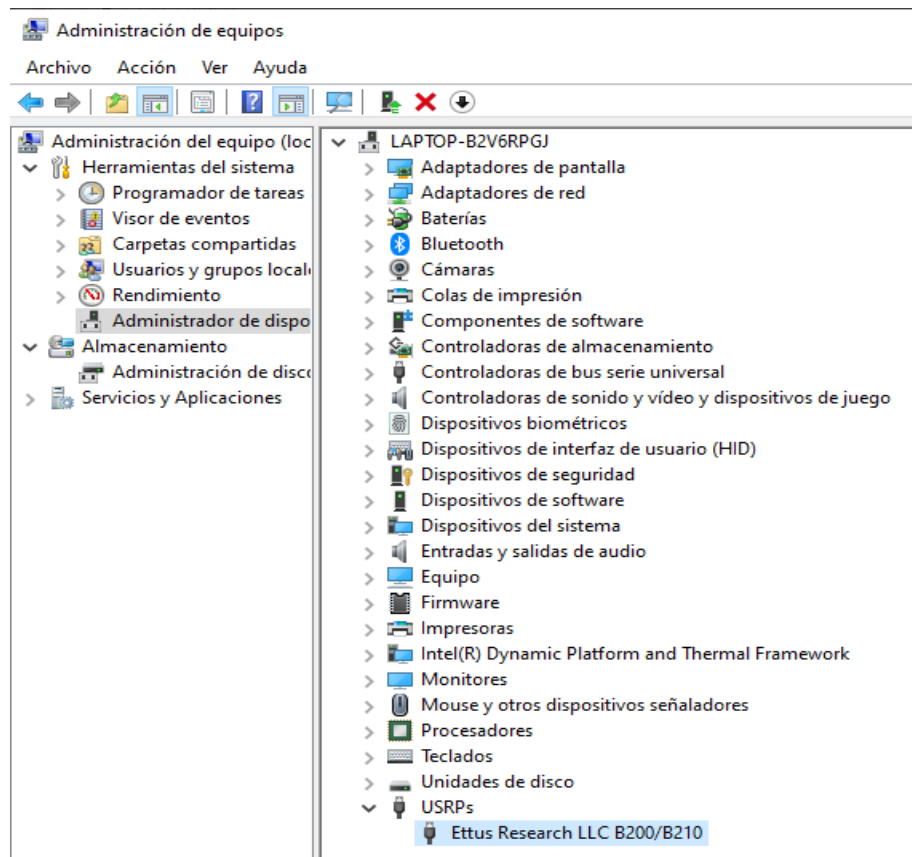 Administración de equipos
Archivo Acción Ver Ayuda
Administración del equipo (loc
Herramientas del sistema
Programador de tareas
Visor de eventos
Carpetas compartidas
Usuarios y grupos locale
Rendimiento
Administrador de dispo
Almacenamiento
Administración de disco
Servicios y Aplicaciones
LAPTOP-B2V6RPGJ
Adaptadores de pantalla
Adaptadores de red
Baterías
Bluetooth
Cámaras
Colas de impresión
Componentes de software
Controladoras de almacenamiento
Controladoras de bus serie universal
Controladoras de sonido y vídeo y dispositivos de juego
Dispositivos biométricos
Dispositivos de interfaz de usuario (HID)
Dispositivos de seguridad
Dispositivos de software
Dispositivos del sistema
Entradas y salidas de audio
Equipo
Firmware
Impresoras
Intel(R) Dynamic Platform and Thermal Framework
Monitores
Mouse y otros dispositivos señaladores
Procesadores
Teclados
Unidades de disco
USRPs
Ettus Research LLC B200/B210